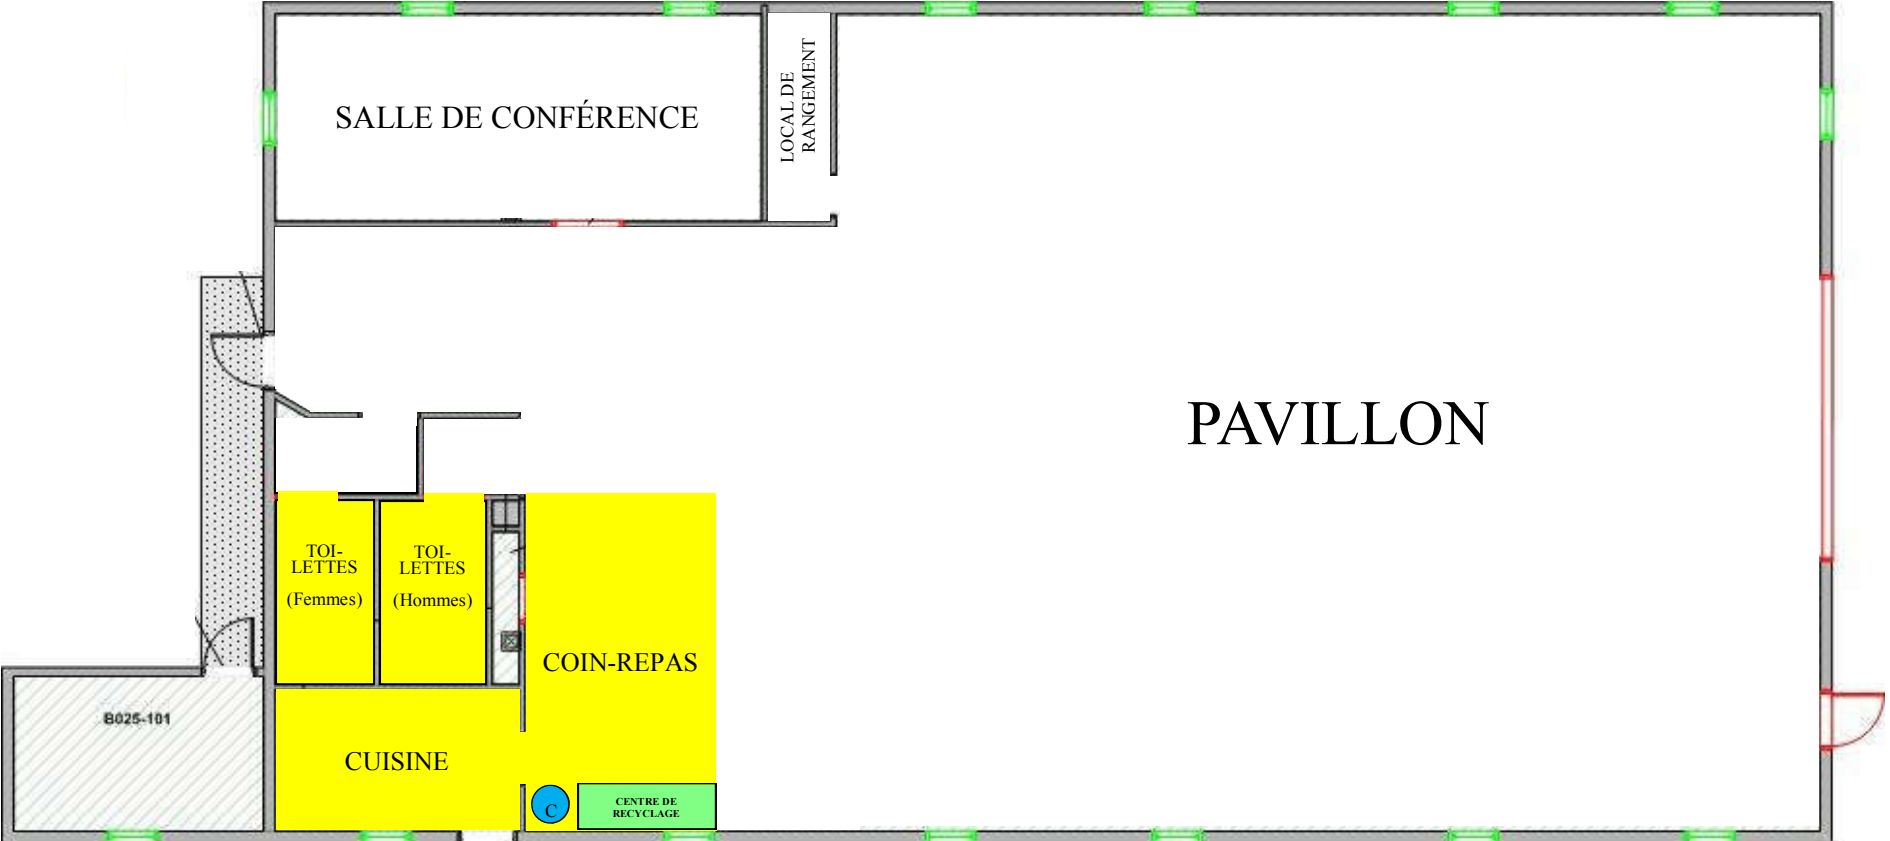 SALLE DE CONFÉRENCE
LOCAL DE
RANGEMENT
PAVILLON
TOI-
LETTES
(Femmes)
TOI-
LETTES
(Hommes)
COIN-REPAS
B025-101
CUISINE
C
CENTRE DE
RECYCLAGE